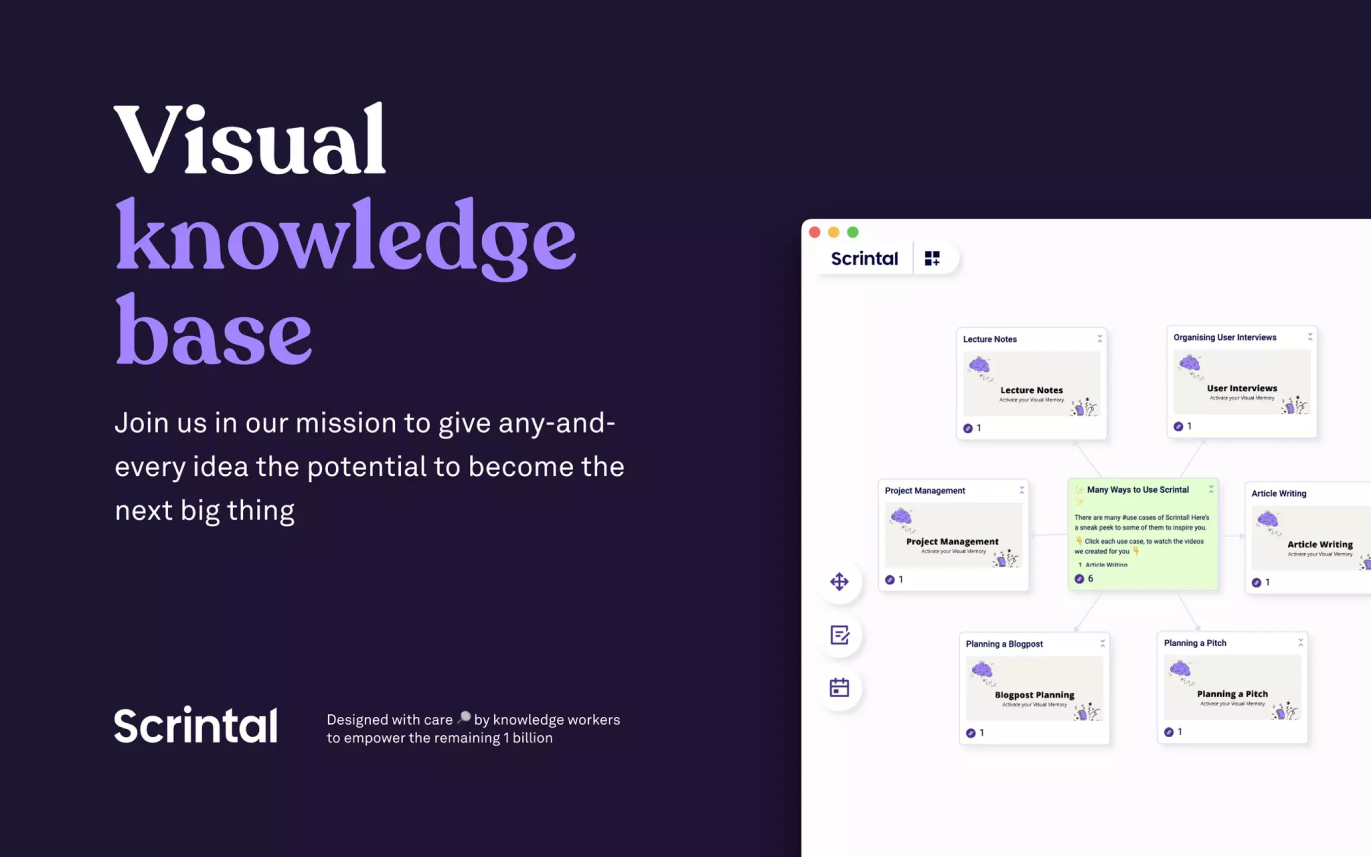 Visual
knowledge
base
Join us in our mission to give any-and-
every idea the potential to become the
next big thing
Scrintal
Designed with care 🔎 by knowledge workers
to empower the remaining 1 billion
Scrintal
Lecture Notes
Lecture Notes
Activate your Visual Memory
1
Organising User Interviews
User Interviews
Activate your Visual Memory
1
Project Management
Project Management
Activate your Visual Memory
1
✨ Many Ways to Use Scrintal
✨
There are many #use cases of Scrintal! Here's
a sneak peek to some of them to inspire you.
👇 Click each use case, to watch the videos
we created for you 👇
1 Article Writing
6
Article Writing
Article Writing
Activate your Visual Memory
1
Planning a Blogpost
Blogpost Planning
Activate your Visual Memory
1
Planning a Pitch
Planning a Pitch
Activate your Visual Memory
1